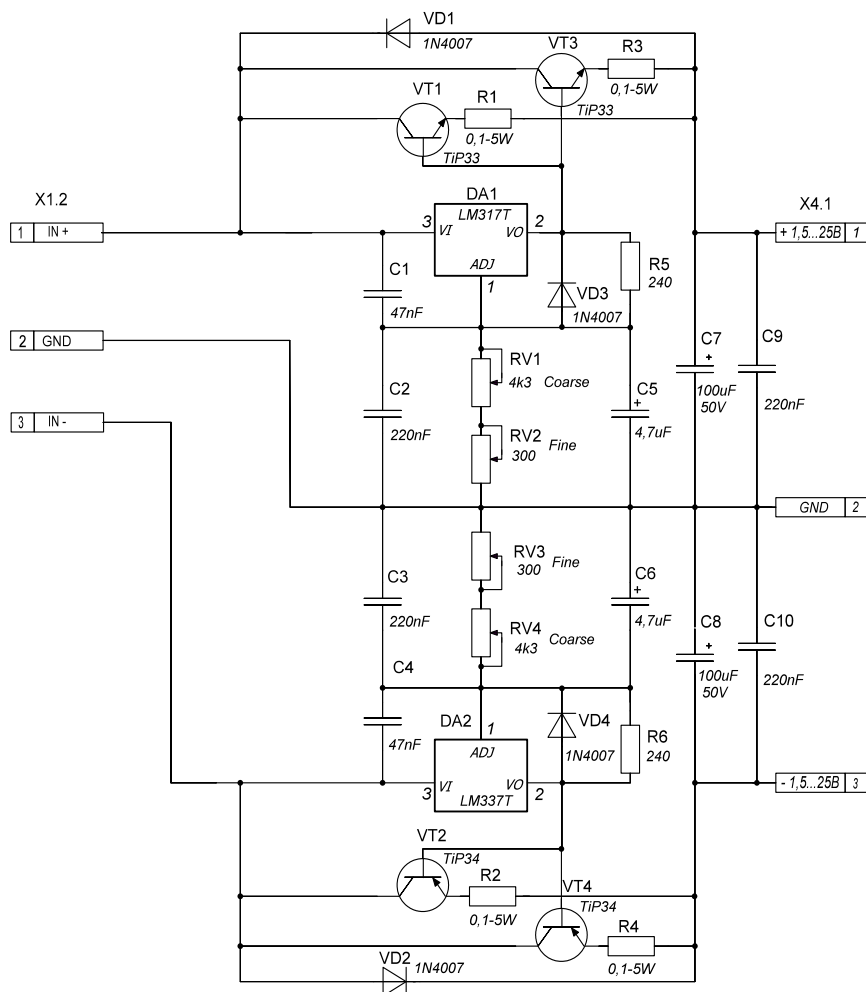 VD1
1N4007
VT3
R3
0,1-5W
TiP33
VT1
R1
0,1-5W
TiP33
X1.2
1 IN +
DA1
LM317T
3 VI VO 2
ADJ
1
X4.1
+ 1,5...25В 1
C1
47nF
R5
240
VD3
1N4007
2 GND
C7
+
100uF
50V
C9
220nF
RV1
4k3 Coarse
C2
220nF
C5
+
4,7uF
3 IN -
RV2
300 Fine
GND 2
RV3
300 Fine
C3
220nF
C6
+
4,7uF
RV4
4k3 Coarse
C8
+
100uF
50V
C10
220nF
C4
47nF
DA2
1
ADJ
3 VI VO 2
LM337T
VD4
1N4007
R6
240
- 1,5...25В 3
VT2
TiP34
R2
0,1-5W
VT4
TiP34
R4
0,1-5W
VD2
1N4007